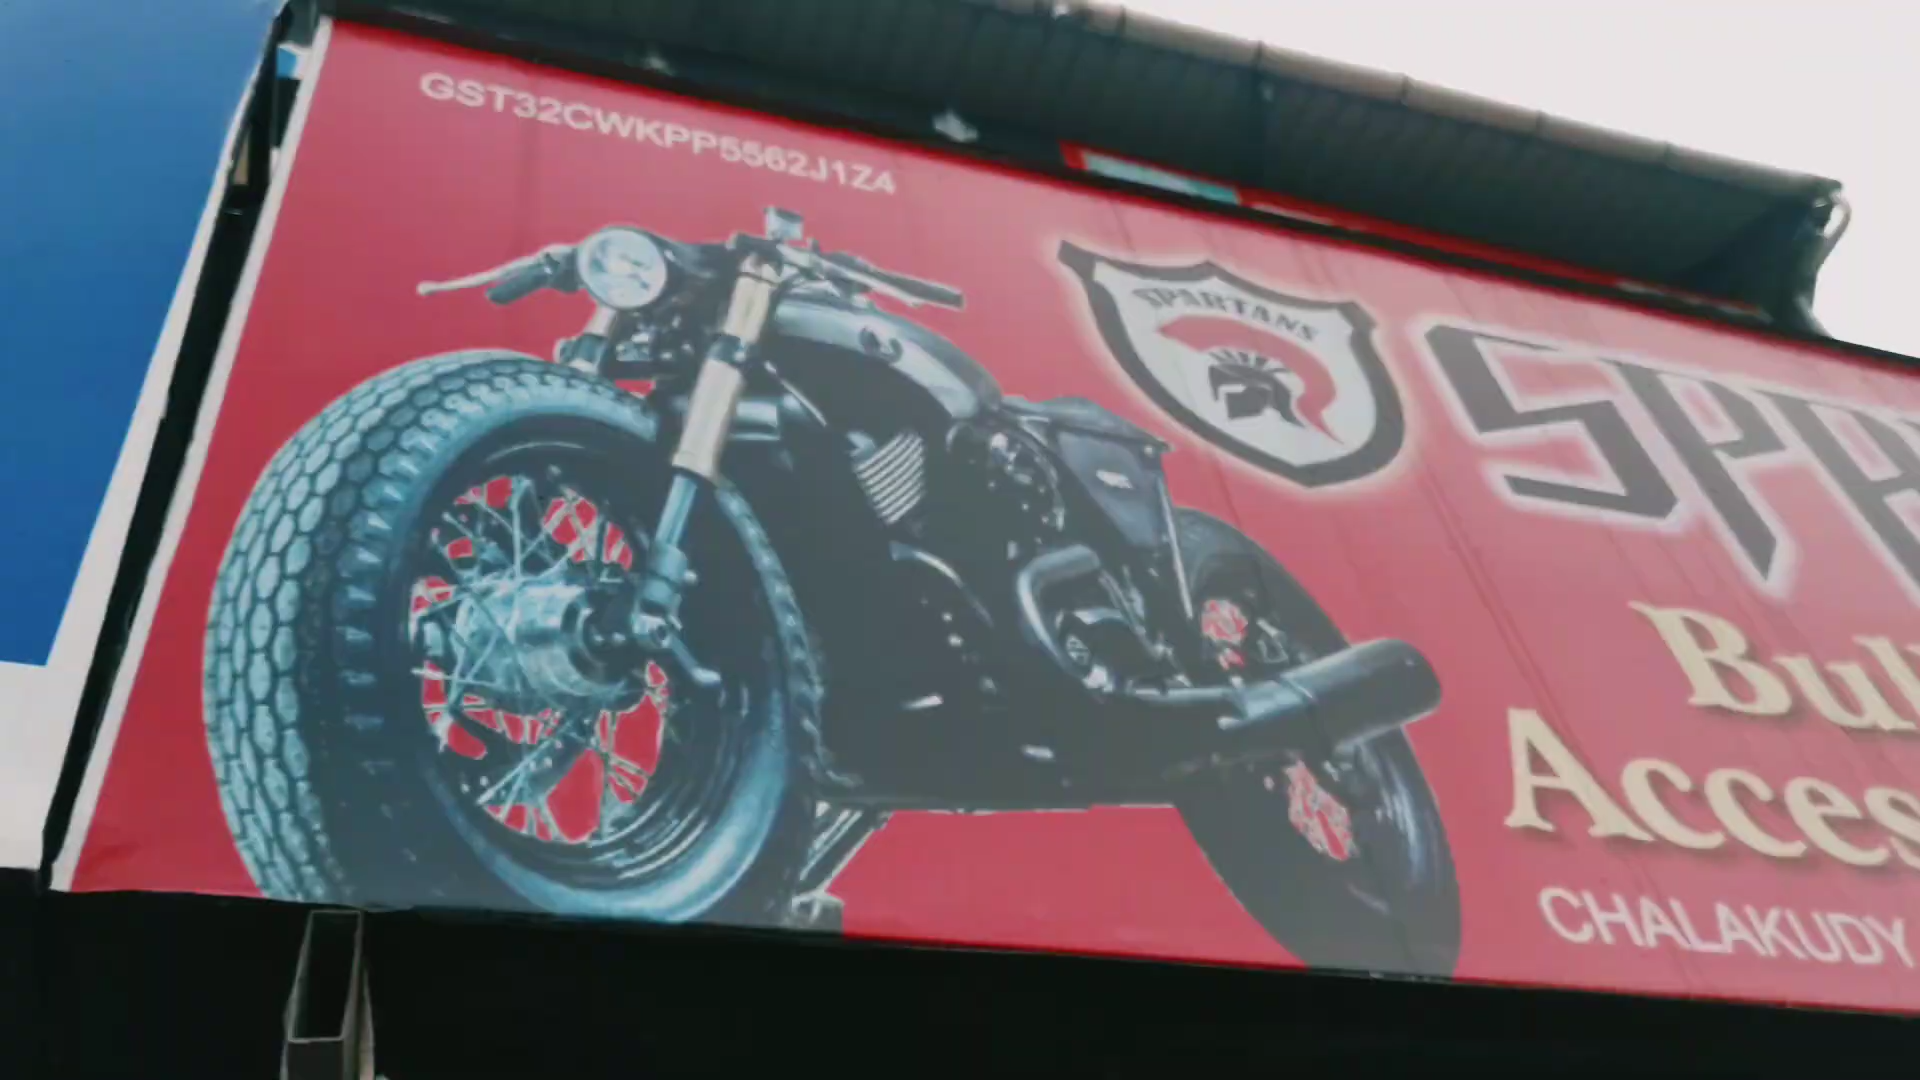 GST32CWKPP5562J1Z4
SPARTANS
SPA
Bul
Acces
CHALAKUDY